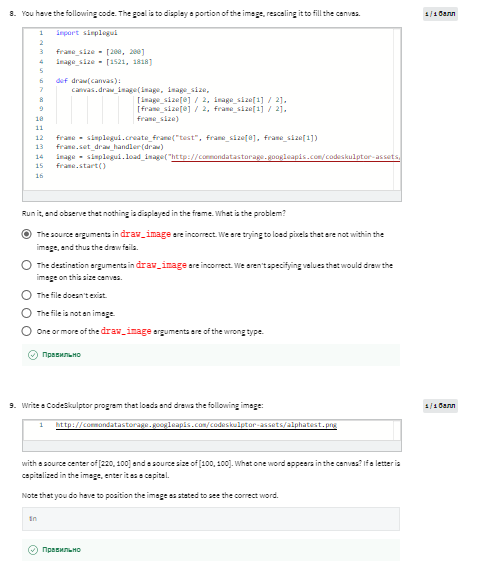 8. You have the following code. The goal is to display a portion of the image, rescaling it to fill the canvas.
1 / 1 балл
1 import simplegui
2
3 frame_size = [200, 200]
4 image_size = [1521, 1818]
5
6 def draw(canvas):
7 canvas.draw_image(image, image_size,
8 [image_size[0] / 2, image_size[1] / 2],
9 [frame_size[0] / 2, frame_size[1] / 2],
10 frame_size)
11
12 frame = simplegui.create_frame("test", frame_size[0], frame_size[1])
13 frame.set_draw_handler(draw)
14 image = simplegui.load_image("http://commondatastorage.googleapis.com/codeskulptor-assets,
15 frame.start()
16
Run it, and observe that nothing is displayed in the frame. What is the problem?
The source arguments in draw_image are incorrect. We are trying to load pixels that are not within the
image, and thus the draw fails.
The destination arguments in draw_image are incorrect. We aren't specifying values that would draw the
image on this size canvas.
The file doesn't exist.
The file is not an image.
One or more of the draw_image arguments are of the wrong type.
Правильно
9. Write a CodeSkulptor program that loads and draws the following image:
1 / 1 балл
1 http://commondatastorage.googleapis.com/codeskulptor-assets/alphatest.png
with a source center of [220, 100] and a source size of [100, 100]. What one word appears in the canvas? If a letter is
capitalized in the image, enter it as a capital.
Note that you do have to position the image as stated to see the correct word.
Правильно